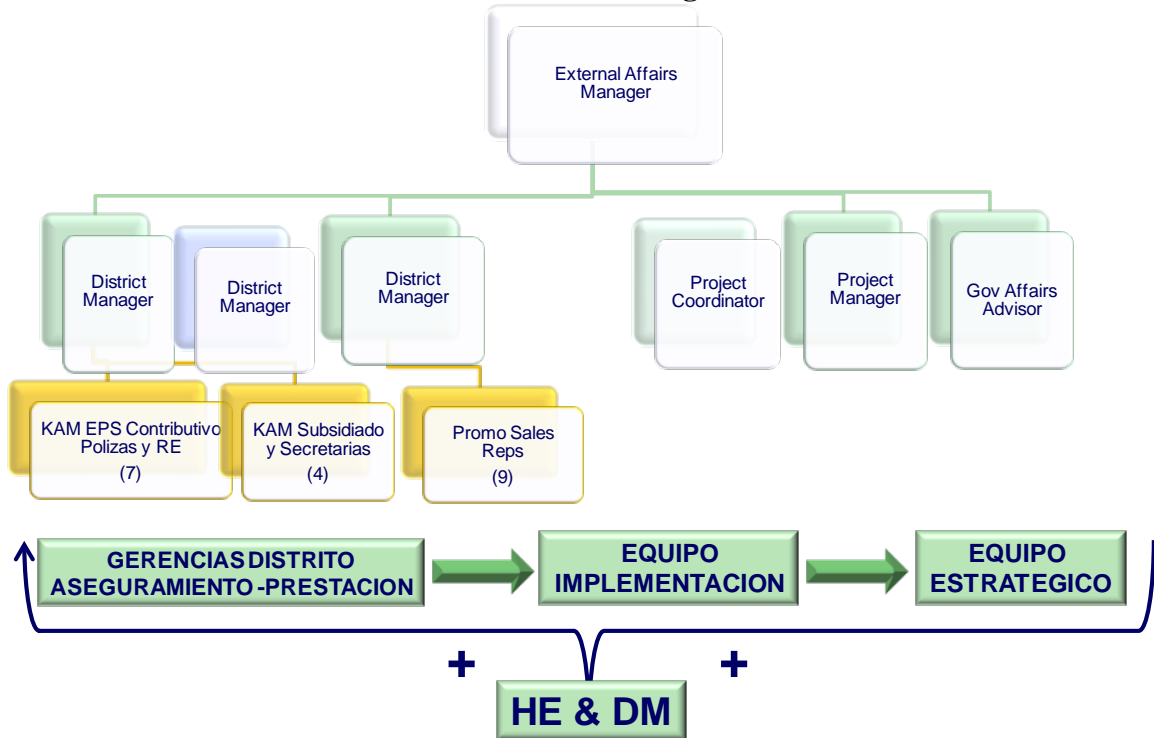 External Affairs
Manager
District
Manager
District
Manager
District
Manager
Project
Coordinator
Project
Manager
Gov Affairs
Advisor
KAM EPS Contributivo
Polizas y RE
(7)
KAM Subsidiado
y Secretarias
(4)
Promo Sales
Reps
(9)
GERENCIAS DISTRITO
ASEGURAMIENTO -PRESTACION
EQUIPO
IMPLEMENTACION
EQUIPO
ESTRATEGICO
+
+
HE & DM